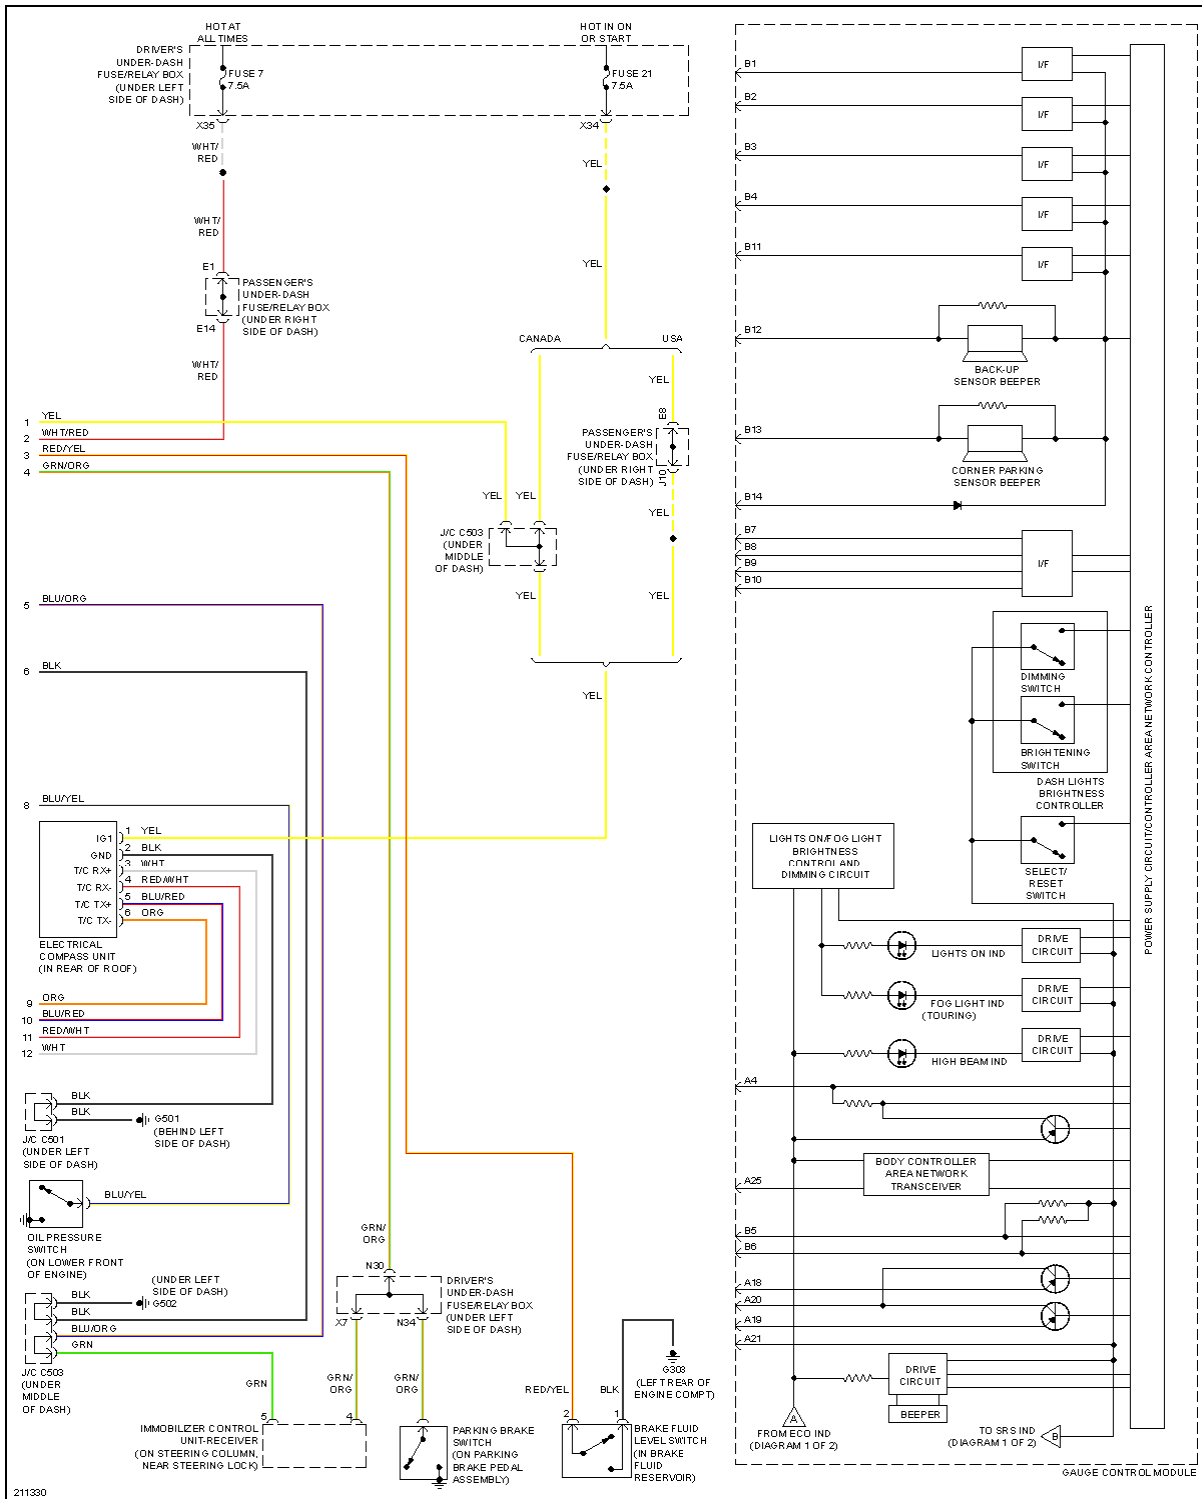 HOT AT
ALL TIMES
HOT IN ON
OR START
DRIVER'S
UNDER-DASH
FUSE/RELAY BOX
(UNDER LEFT
SIDE OF DASH)
FUSE 7
7.5A
FUSE 21
7.5A
X35
X34
WHT/
RED
YEL
WHT/
RED
YEL
E1
PASSENGER'S
UNDER-DASH
FUSE/RELAY BOX
(UNDER RIGHT
SIDE OF DASH)
E14
WHT/
RED
CANADA
USA
YEL
E8
PASSENGER'S
UNDER-DASH
FUSE/RELAY BOX
(UNDER RIGHT
SIDE OF DASH)
J10
1 YEL
2 WHT/RED
3 RED/YEL
4 GRN/ORG
YEL
YEL
YEL
J/C C503
(UNDER
MIDDLE
OF DASH)
YEL
YEL
5 BLU/ORG
6 BLK
YEL
8 BLU/YEL
IG1 1 YEL
GND 2 BLK
T/C RX+ 3 WHT
T/C RX- 4 RED/WHT
T/C TX+ 5 BLU/RED
T/C TX- 6 ORG
ELECTRICAL
COMPASS UNIT
(IN REAR OF ROOF)
9 ORG
10 BLU/RED
11 RED/WHT
12 WHT
BLK
BLK
G501
(BEHIND LEFT
SIDE OF DASH)
J/C C501
(UNDER LEFT
SIDE OF DASH)
BLU/YEL
OIL PRESSURE
SWITCH
(ON LOWER FRONT
OF ENGINE)
(UNDER LEFT
SIDE OF DASH)
BLK
G502
BLK
BLU/ORG
GRN
J/C C503
(UNDER
MIDDLE
OF DASH)
GRN
5
4
IMMOBILIZER CONTROL
UNIT-RECEIVER
(ON STEERING COLUMN,
NEAR STEERING LOCK)
GRN/
ORG
N30
DRIVER'S
UNDER-DASH
FUSE/RELAY BOX
(UNDER LEFT
SIDE OF DASH)
X7
N34
GRN/
ORG
GRN/
ORG
PARKING BRAKE
SWITCH
(ON PARKING
BRAKE PEDAL
ASSEMBLY)
RED/YEL
BLK
2
1
G303
(LEFT REAR OF
ENGINE COMPT)
BRAKE FLUID
LEVEL SWITCH
(IN BRAKE
FLUID
RESERVOIR)
211330
B1
I/F
B2
I/F
B3
I/F
B4
I/F
B11
I/F
B12
BACK-UP
SENSOR BEEPER
B13
CORNER PARKING
SENSOR BEEPER
B14
B7
B8
B9
B10
I/F
DIMMING
SWITCH
BRIGHTENING
SWITCH
DASH LIGHTS
BRIGHTNESS
CONTROLLER
SELECT/
RESET
SWITCH
POWER SUPPLY CIRCUIT/CONTROLLER AREA NETWORK CONTROLLER
LIGHTS ON/FOG LIGHT
BRIGHTNESS
CONTROL AND
DIMMING CIRCUIT
LIGHTS ON IND
DRIVE
CIRCUIT
FOG LIGHT IND
(TOURING)
DRIVE
CIRCUIT
HIGH BEAM IND
DRIVE
CIRCUIT
A4
BODY CONTROLLER
AREA NETWORK
TRANSCEIVER
A25
B5
B6
A18
A20
A19
A21
DRIVE
CIRCUIT
BEEPER
A
FROM ECO IND
(DIAGRAM 1 OF 2)
TO SRS IND
(DIAGRAM 1 OF 2)
B
GAUGE CONTROL MODULE